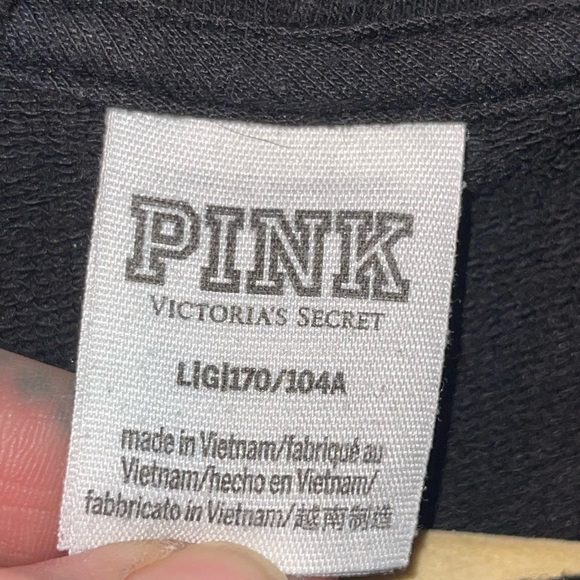 PINK
VICTORIA'S SECRET
L|G|170/104A
made in Vietnam/fabriqué au
Vietnam/hecho en Vietnam/
fabbricato in Vietnam/越南制造